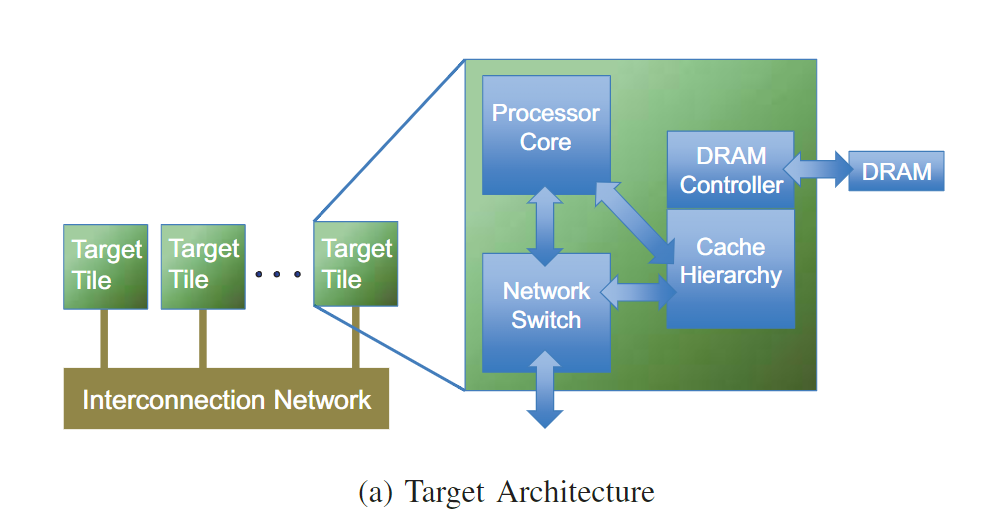 Processor
Core
DRAM
Controller
DRAM
Target
Tile
Target
Tile
Target
Tile
Cache
Hierarchy
Network
Switch
Interconnection Network
(a) Target Architecture